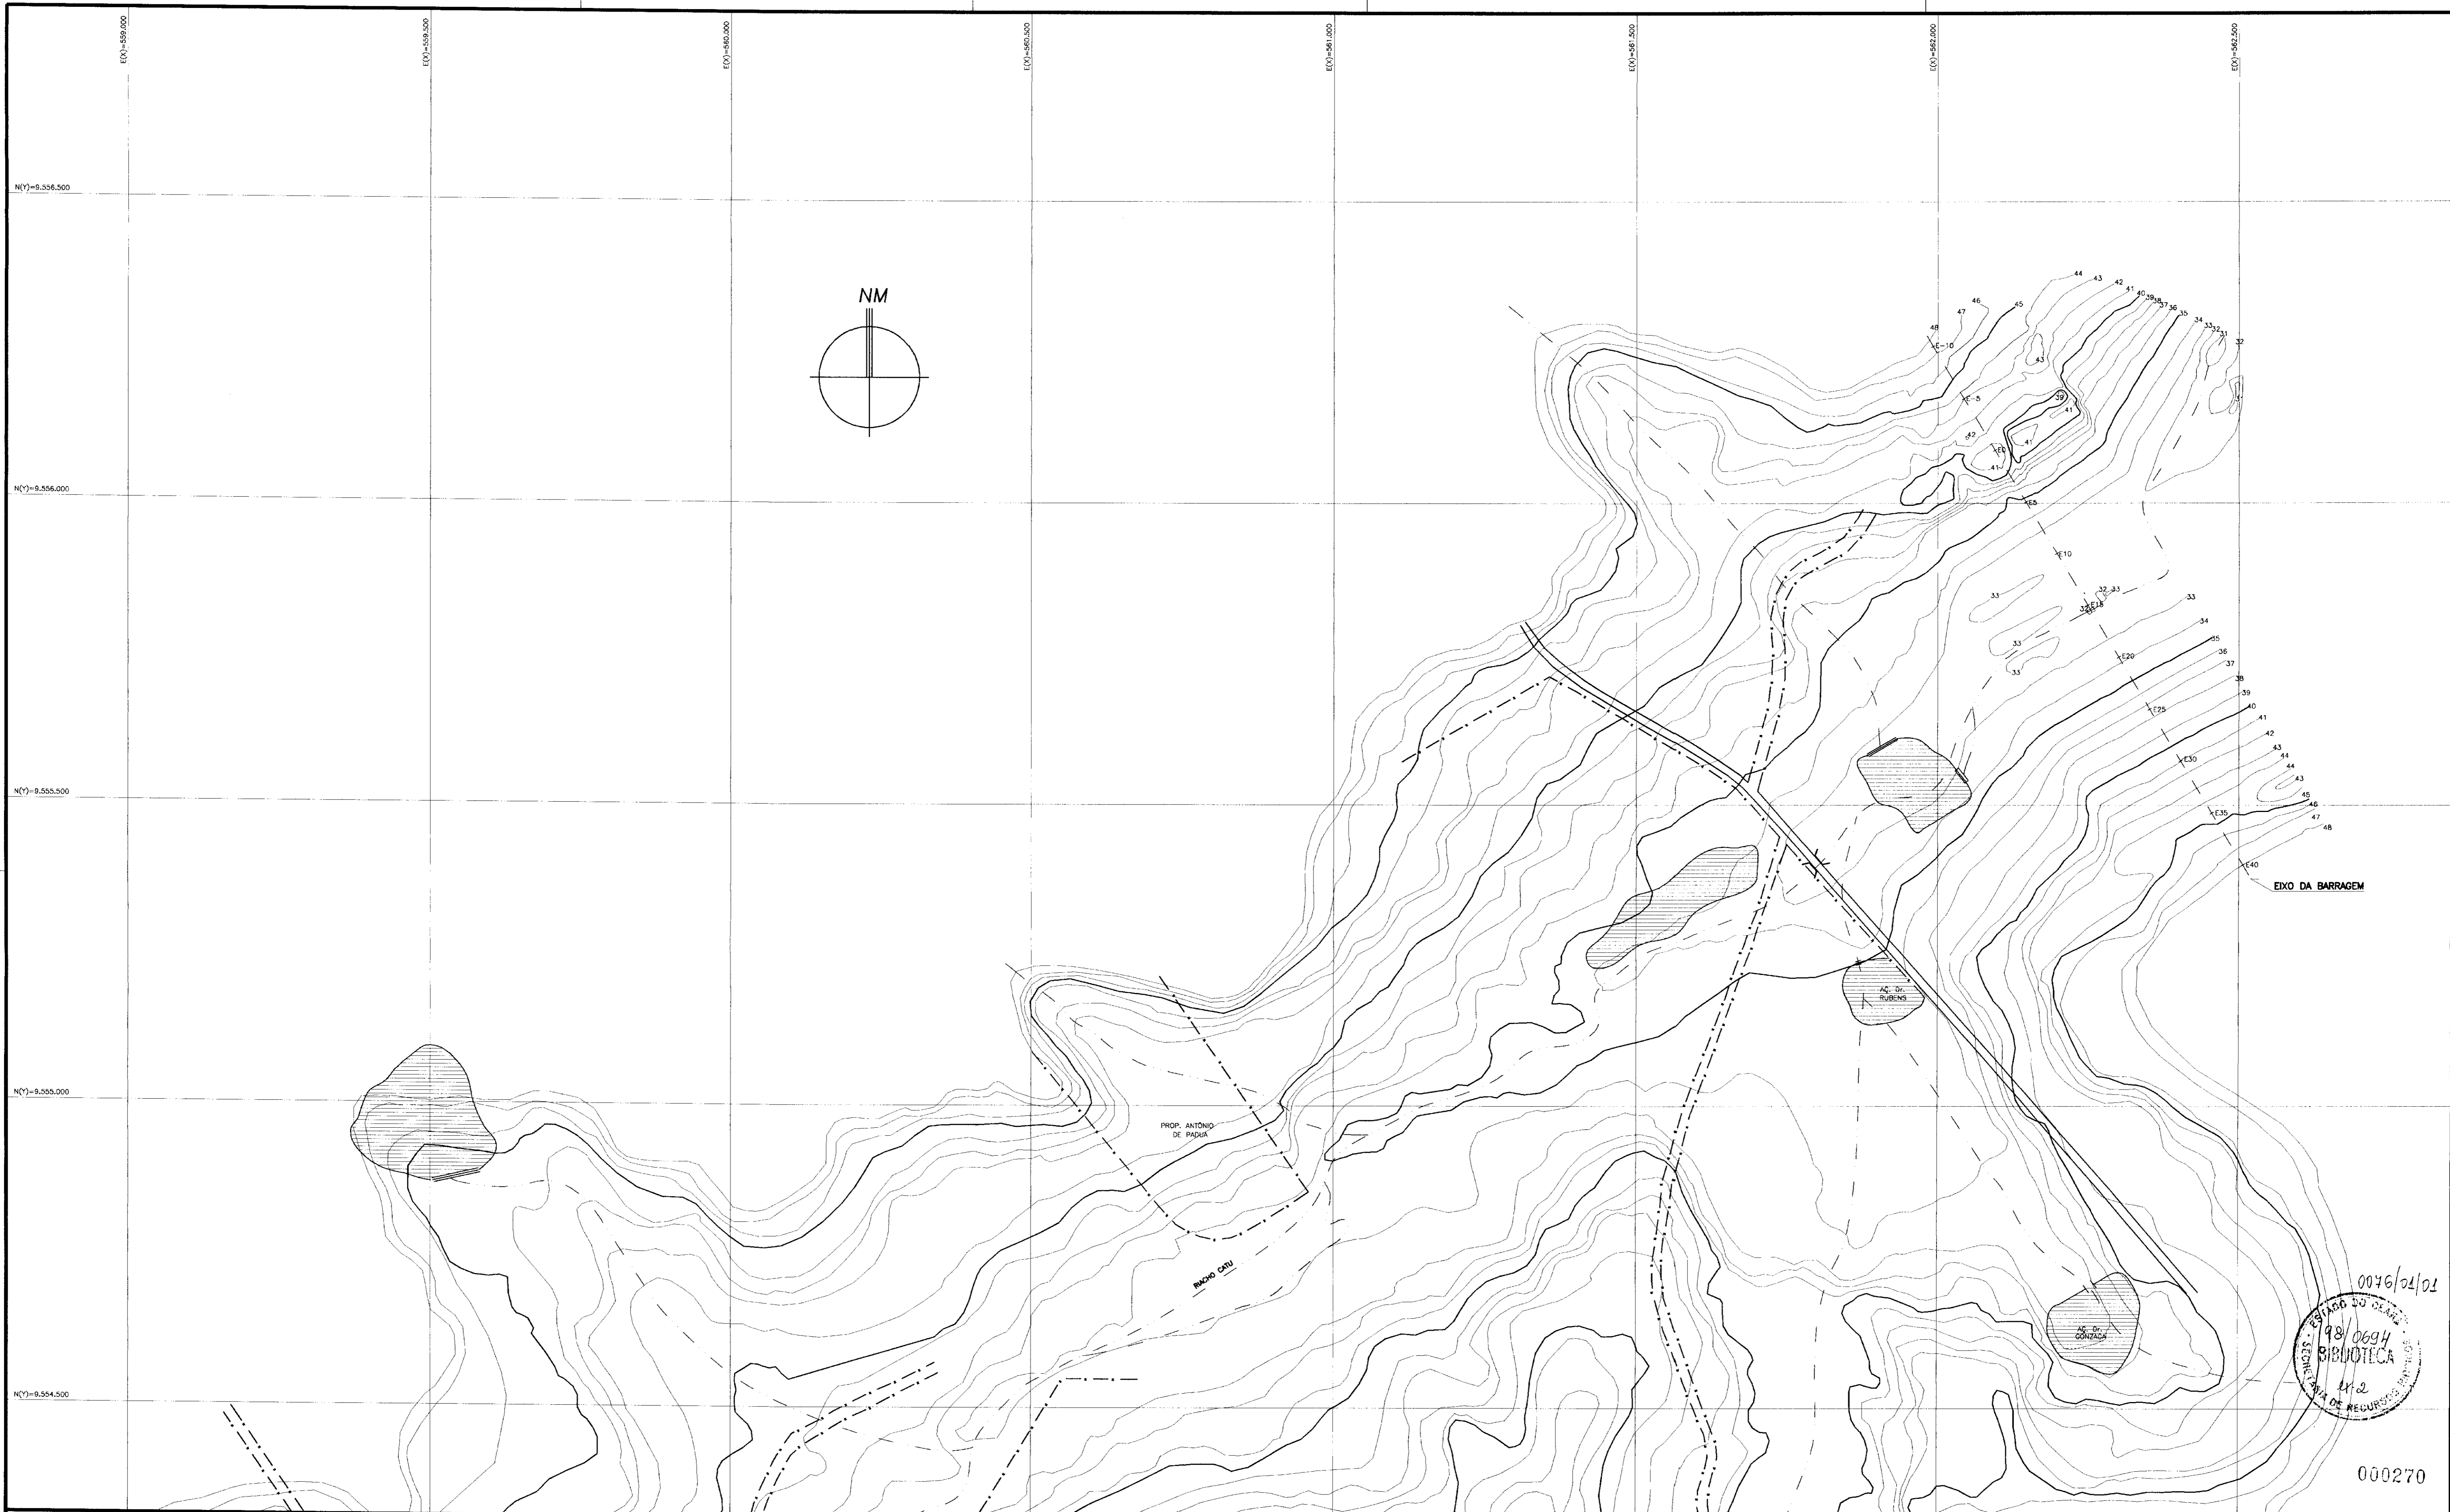 E(X)=559.000
E(X)=559.500
E(X)=560.000
E(X)=560.500
E(X)=561.000
E(X)=561.500
E(X)=562.000
E(X)=562.500
N(Y)=9.556.500
N(Y)=9.556.000
N(Y)=9.555.500
N(Y)=9.555.000
N(Y)=9.554.500
NM
48
47
46
45
44
43
42
41
40
39
38
37
36
35
34
33
32
31
32
43
E-10
E-5
42
41
39
41
E0
41
E5
E10
32
33
E15
32
33
33
33
E20
E25
E30
E35
E40
33
34
35
36
37
38
39
40
41
42
43
44
44
43
45
46
47
48
EIXO DA BARRAGEM
AÇ. Dr.
RUBENS
PROP. ANTÔNIO
DE PADUA
RIACHO CATU
AÇ. Dr.
GONZAGA
0076/01/01
ESTADO DO CEARÁ
98/0694
BIBLIOTECA
SECRETARIA DE RECURSOS
000270